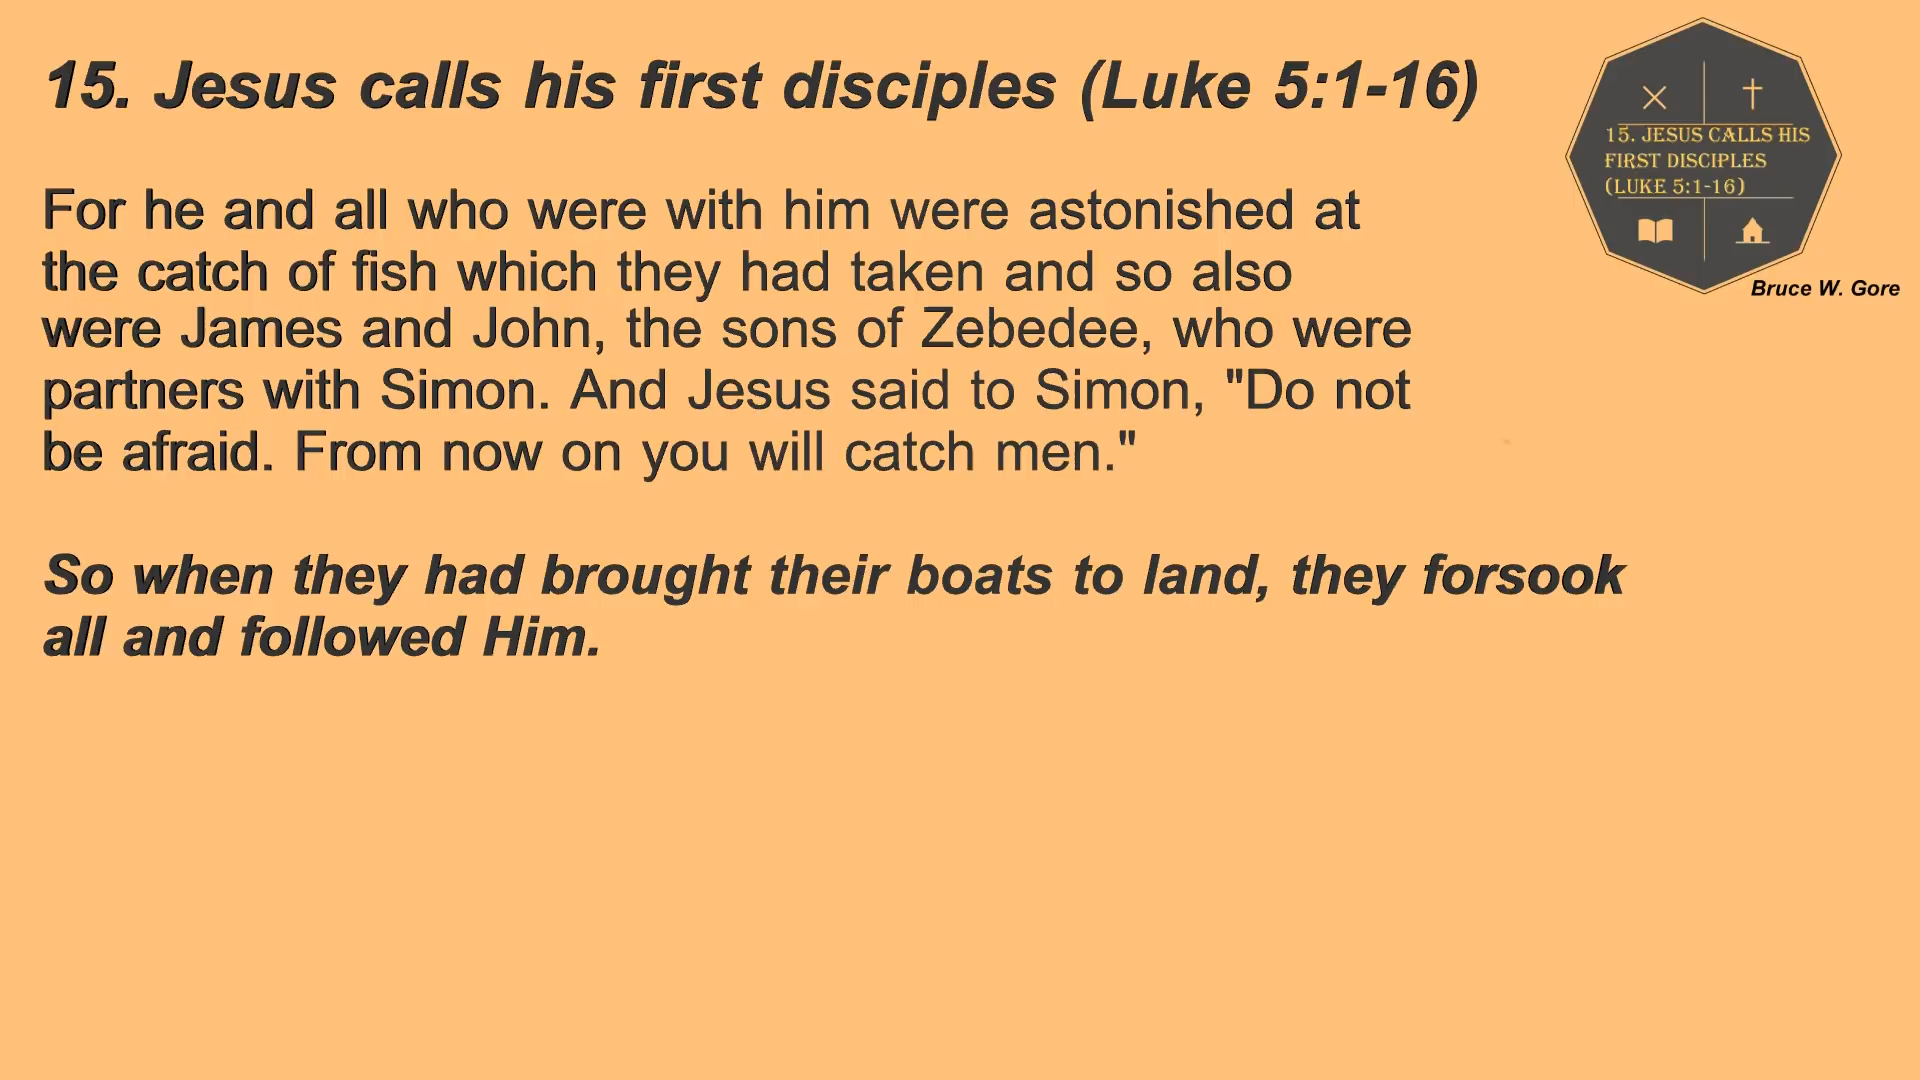 15. Jesus calls his first disciples (Luke 5:1-16)
For he and all who were with him were astonished at
the catch of fish which they had taken and so also
were James and John, the sons of Zebedee, who were
partners with Simon. And Jesus said to Simon, "Do not
be afraid. From now on you will catch men."
So when they had brought their boats to land, they forsook
all and followed Him.
15. JESUS CALLS HIS
FIRST DISCIPLES
(LUKE 5:1-16)
Bruce W. Gore